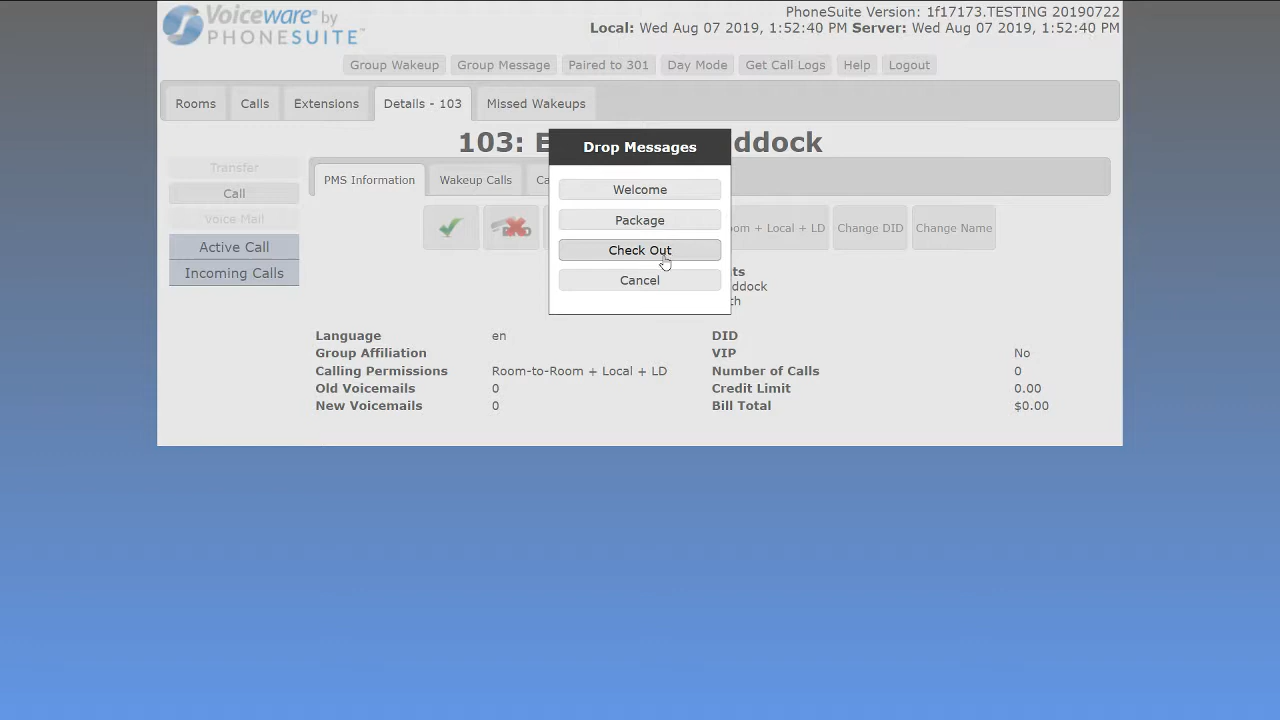 Voiceware® by
PHONESUITE™
PhoneSuite Version: 1f17173.TESTING 20190722
Local: Wed Aug 07 2019, 1:52:40 PM Server: Wed Aug 07 2019, 1:52:40 PM
Group Wakeup Group Message Paired to 301 Day Mode Get Call Logs Help Logout
Rooms Calls Extensions Details - 103 Missed Wakeups
103: E ddock
Drop Messages
Welcome
Package
Check Out
Cancel
Transfer
Call
Voice Mail
Active Call
Incoming Calls
PMS Information Wakeup Calls Ca
DND om + Local + LD Change DID Change Name
ts
ddock
th
Language en DID
Group Affiliation VIP No
Calling Permissions Room-to-Room + Local + LD Number of Calls 0
Old Voicemails 0 Credit Limit 0.00
New Voicemails 0 Bill Total $0.00